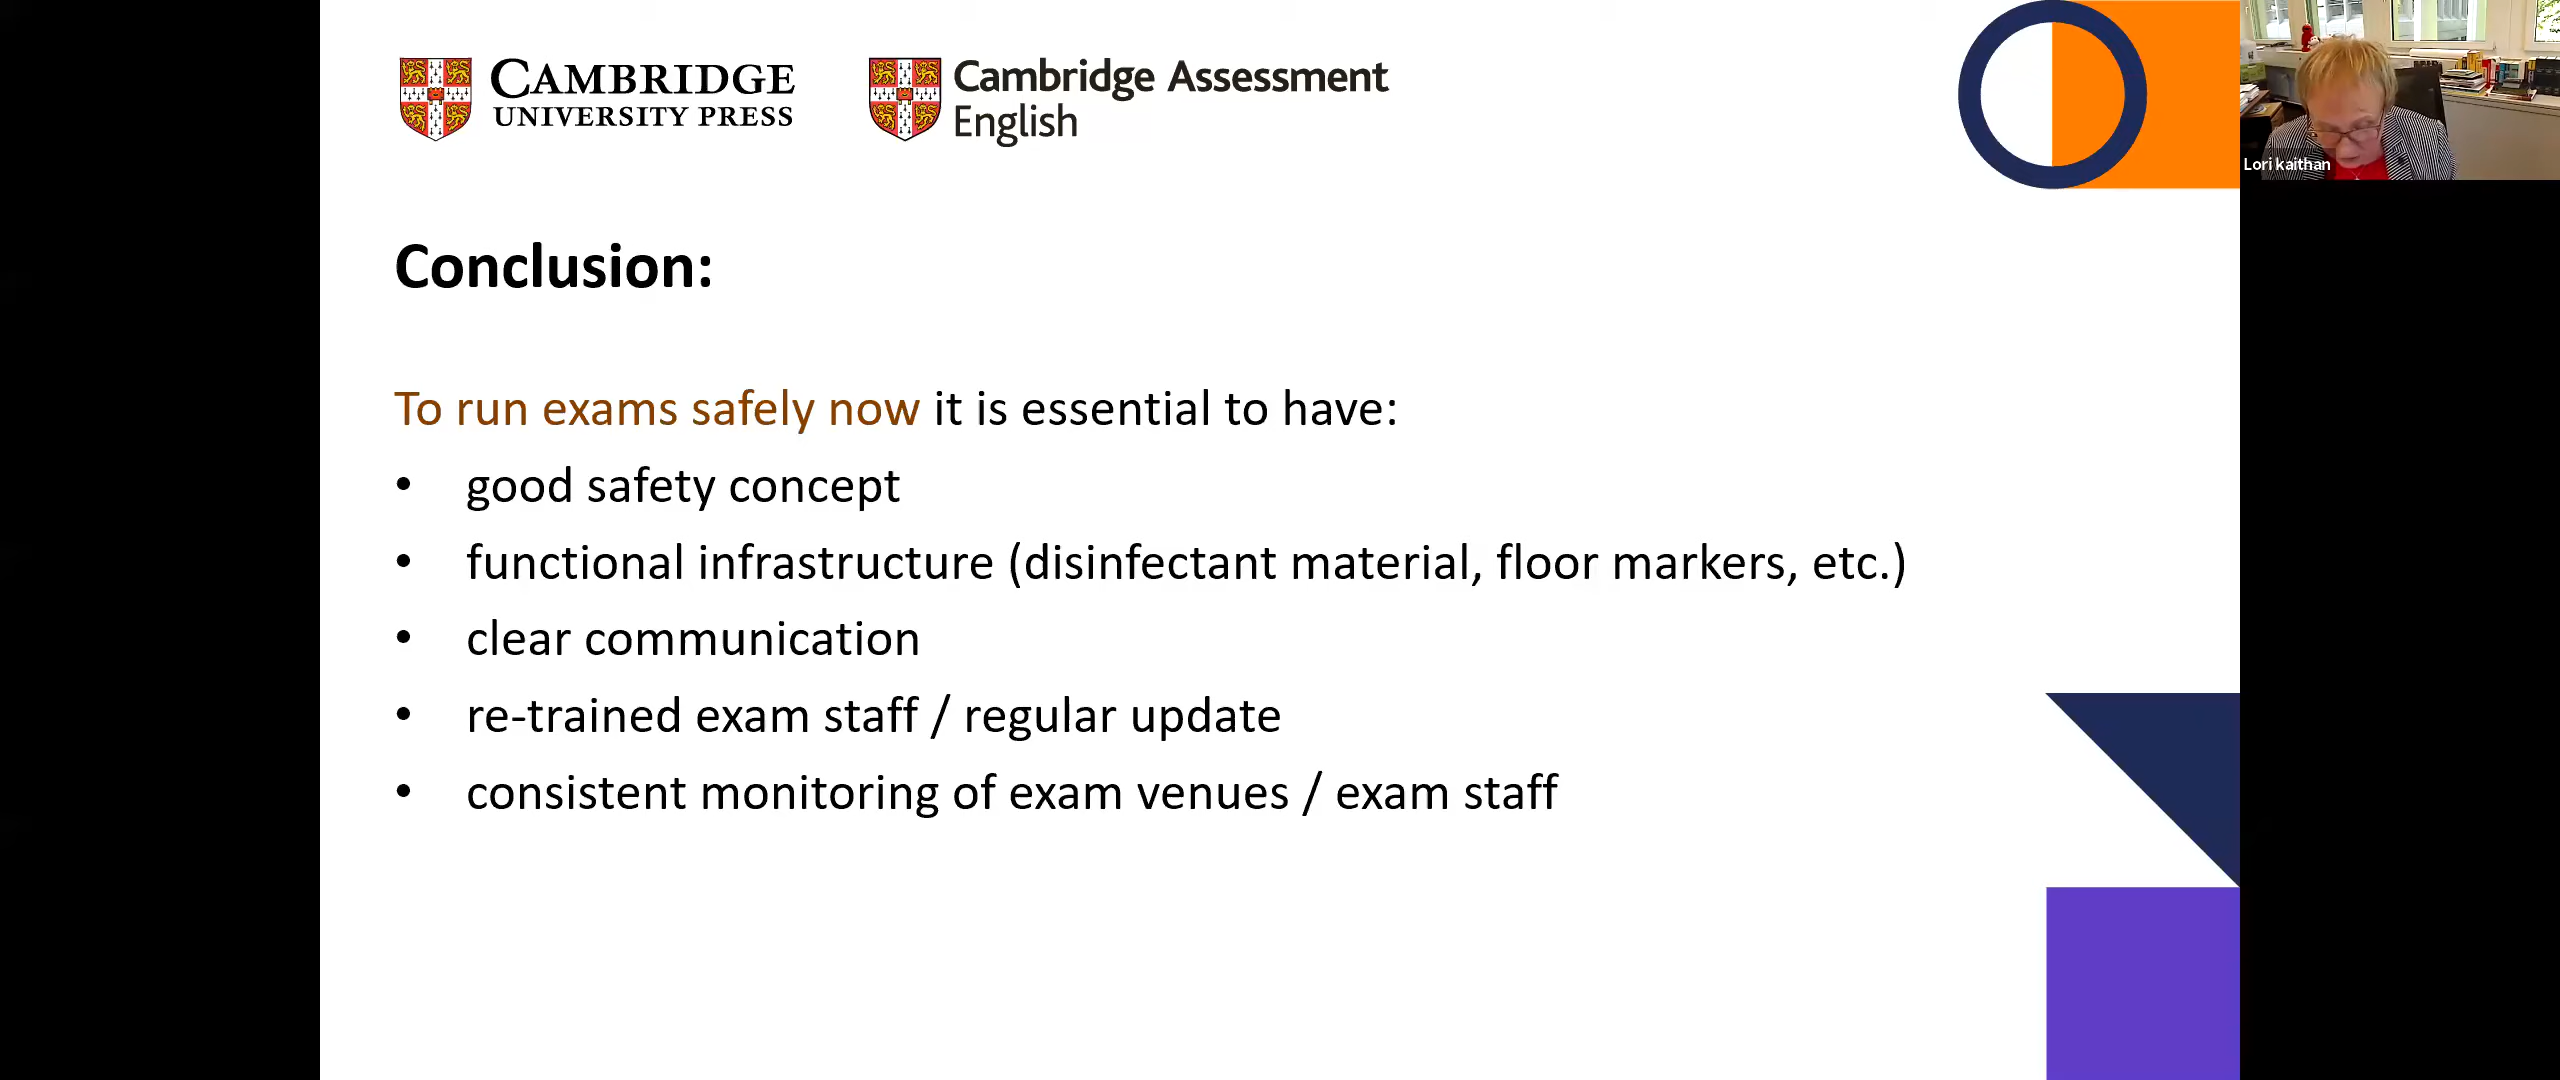 CAMBRIDGE
UNIVERSITY PRESS
Cambridge Assessment
English
Lori kaithan
Conclusion:
To run exams safely now it is essential to have:
• good safety concept
• functional infrastructure (disinfectant material, floor markers, etc.)
• clear communication
• re-trained exam staff / regular update
• consistent monitoring of exam venues / exam staff